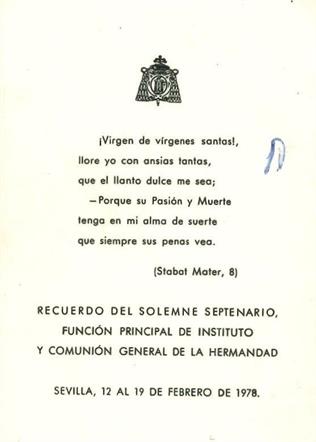 ¡Virgen de vírgenes santas!,
llore yo con ansias tantas,
que el llanto dulce me sea;
—Porque su Pasión y Muerte
tenga en mi alma de suerte
que siempre sus penas vea.
(Stabat Mater, 8)
RECUERDO DEL SOLEMNE SEPTENARIO,
FUNCIÓN PRINCIPAL DE INSTITUTO
Y COMUNIÓN GENERAL DE LA HERMANDAD
SEVILLA, 12 AL 19 DE FEBRERO DE 1978.